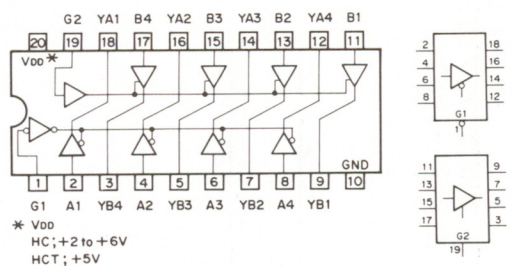 G2 YA1 B4 YA2 B3 YA3 B2 YA4 B1
20 19 18 17 16 15 14 13 12 11
VDD *
GND
1 2 3 4 5 6 7 8 9 10
G1 A1 YB4 A2 YB3 A3 YB2 A4 YB1
* VDD
HC; +2 to +6V
HCT; +5V
2 18
4 16
6 14
8 12
G1
1
11 9
13 7
15 5
17 3
G2
19